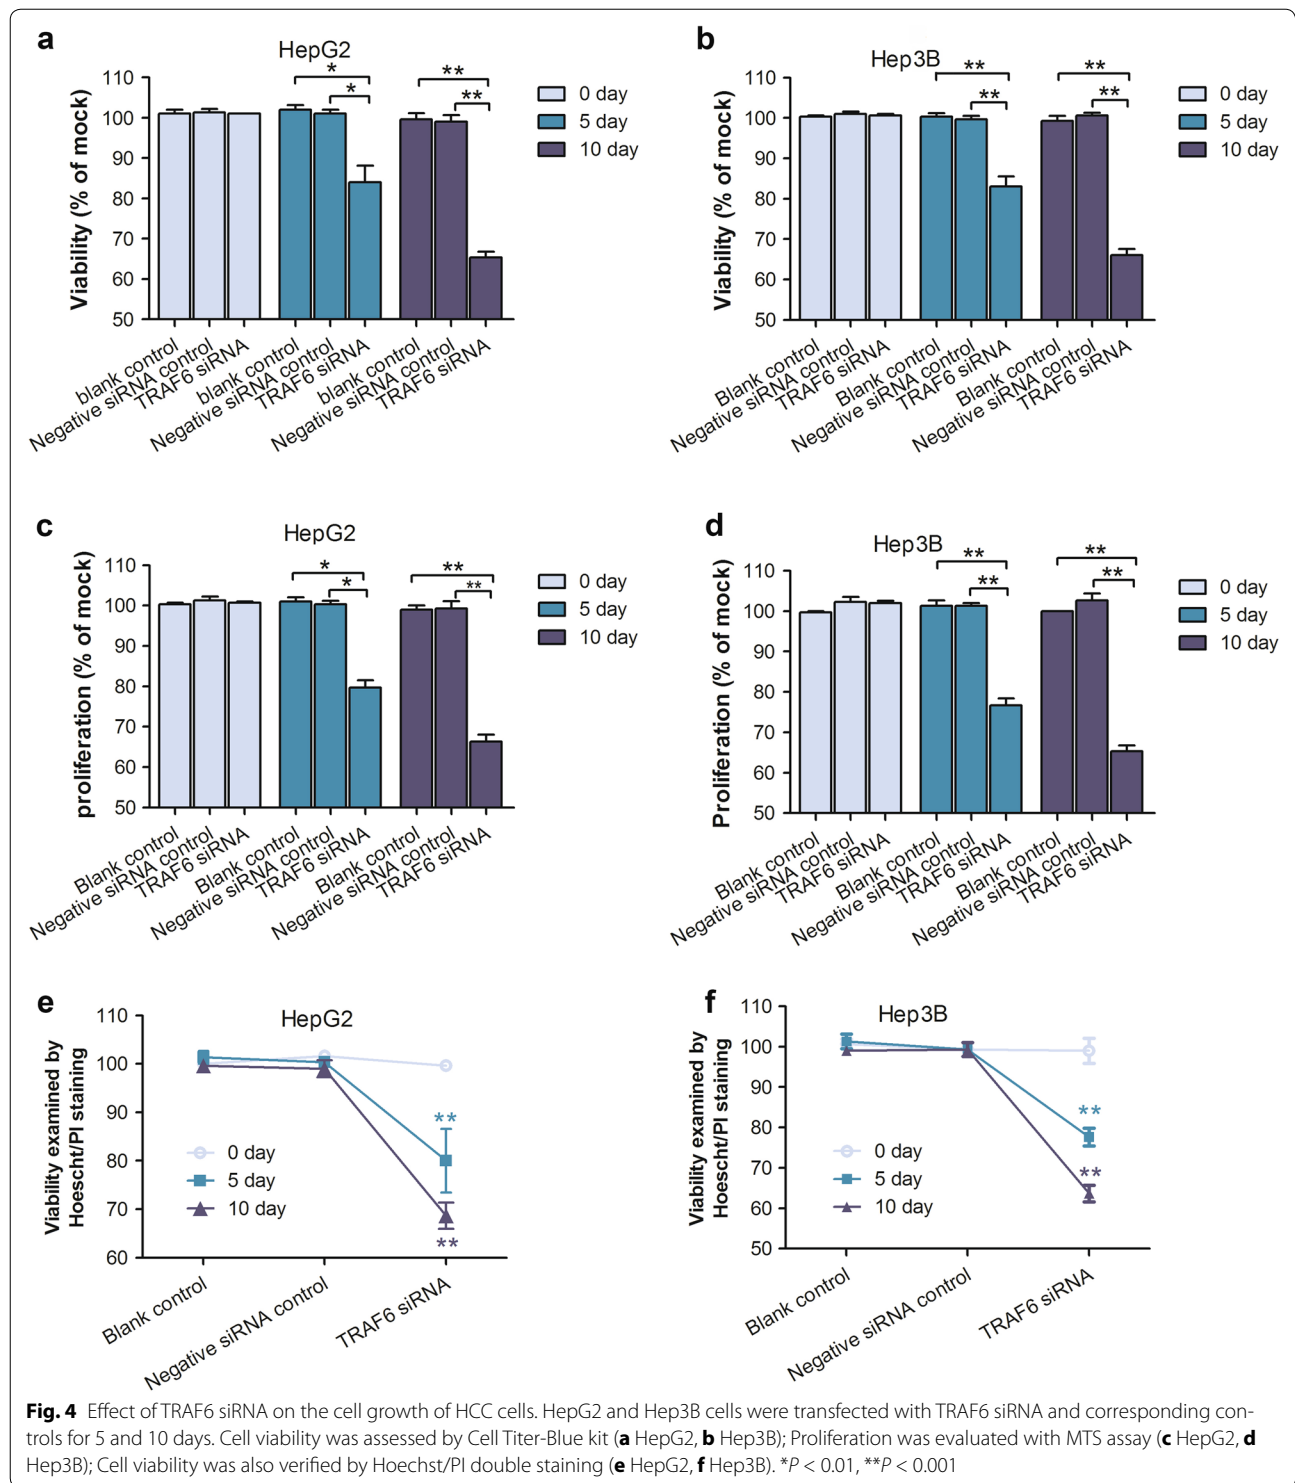 a
HepG2
* **
* **
110
100
90
80
70
60
50
Viability (% of mock)
0 day
5 day
10 day
blank control
Negative siRNA control
TRAF6 siRNA
blank control
Negative siRNA control
TRAF6 siRNA
blank control
Negative siRNA control
TRAF6 siRNA
b
Hep3B
** **
** **
110
100
90
80
70
60
50
Viability (% of mock)
0 day
5 day
10 day
Blank control
Negative siRNA control
TRAF6 siRNA
Blank control
Negative siRNA control
TRAF6 siRNA
Blank control
Negative siRNA control
TRAF6 siRNA
c
HepG2
* **
* **
110
100
90
80
70
60
50
proliferation (% of mock)
0 day
5 day
10 day
Blank control
Negative siRNA control
TRAF6 siRNA
Blank control
Negative siRNA control
TRAF6 siRNA
Blank control
Negative siRNA control
TRAF6 siRNA
d
Hep3B
** **
** **
110
100
90
80
70
60
50
Proliferation (% of mock)
0 day
5 day
10 day
Blank control
Negative siRNA control
TRAF6 siRNA
Blank control
Negative siRNA control
TRAF6 siRNA
Blank control
Negative siRNA control
TRAF6 siRNA
e
HepG2
110
100
90
80
70
60
Viability examined by
Hoescht/PI staining
0 day
5 day
10 day
**
**
Blank control
Negative siRNA control
TRAF6 siRNA
f
Hep3B
110
100
90
80
70
60
50
Viability examined by
Hoescht/PI staining
0 day
5 day
10 day
**
**
Blank control
Negative siRNA control
TRAF6 siRNA
Fig. 4 Effect of TRAF6 siRNA on the cell growth of HCC cells. HepG2 and Hep3B cells were transfected with TRAF6 siRNA and corresponding con-
trols for 5 and 10 days. Cell viability was assessed by Cell Titer-Blue kit (a HepG2, b Hep3B); Proliferation was evaluated with MTS assay (c HepG2, d
Hep3B); Cell viability was also verified by Hoechst/PI double staining (e HepG2, f Hep3B). *P < 0.01, **P < 0.001